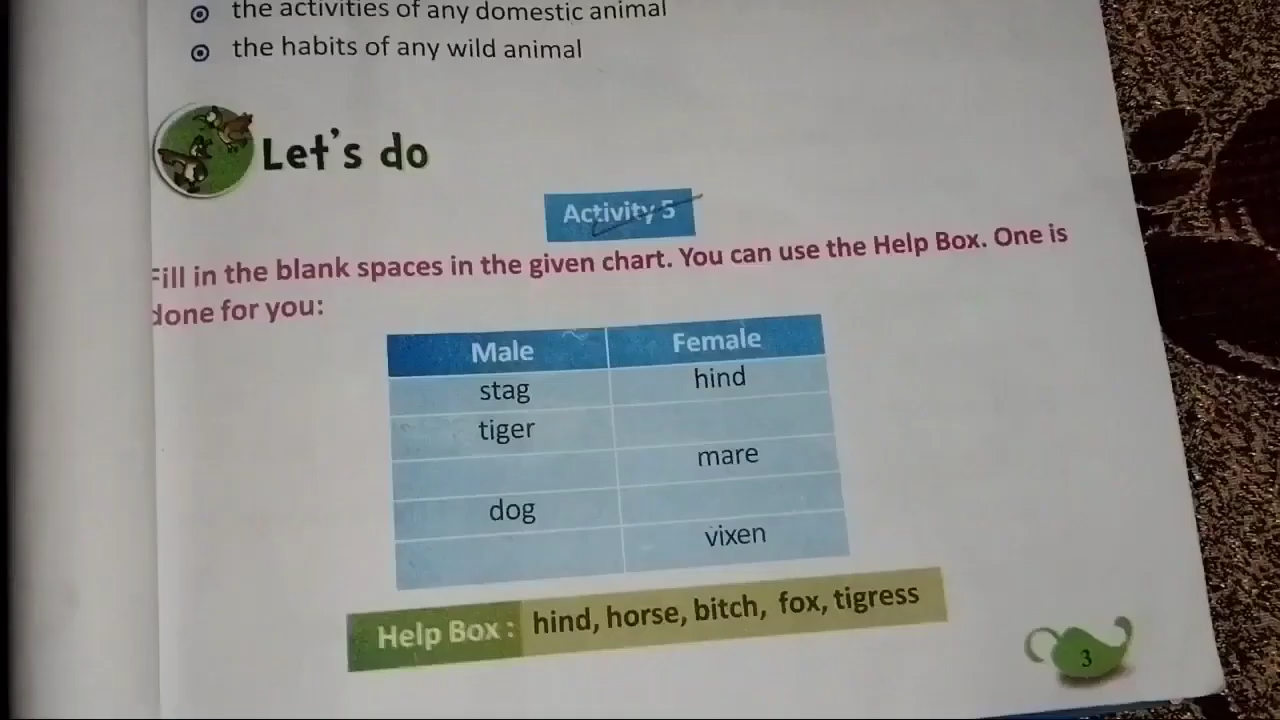 the activities of any domestic animal
the habits of any wild animal
Let's do
Activity 5
Fill in the blank spaces in the given chart. You can use the Help Box. One is
done for you:
Male Female
stag hind
tiger
mare
dog
vixen
Help Box : hind, horse, bitch, fox, tigress
3